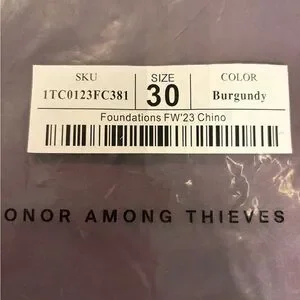 SKU SIZE COLOR
1TC0123FC381 30 Burgundy
Foundations FW'23 Chino
ONOR AMONG THIEVES